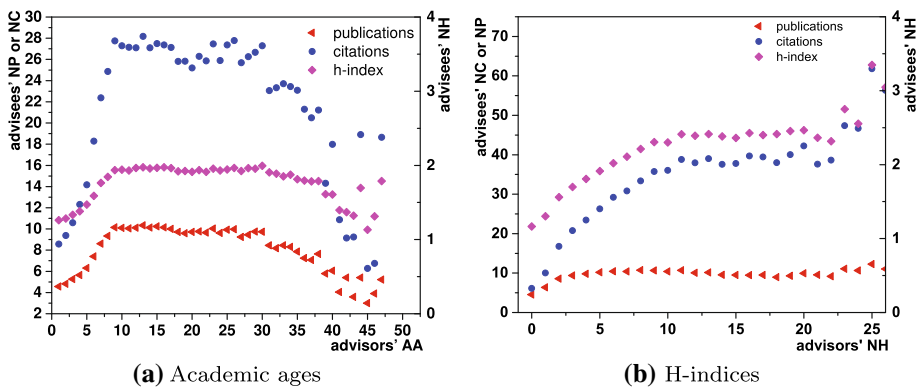 advisees' NP or NC
30
28
26
24
22
20
18
16
14
12
10
8
6
4
2
0 5 10 15 20 25 30 35 40 45 50
advisors' AA
4
3
2
1
0
advisees' NH
publications
citations
h-index
(a) Academic ages
advisees' NC or NP
70
60
50
40
30
20
10
0
0 5 10 15 20 25
advisors' NH
4
3
2
1
0
advisees' NH
publications
citations
h-index
(b) H-indices